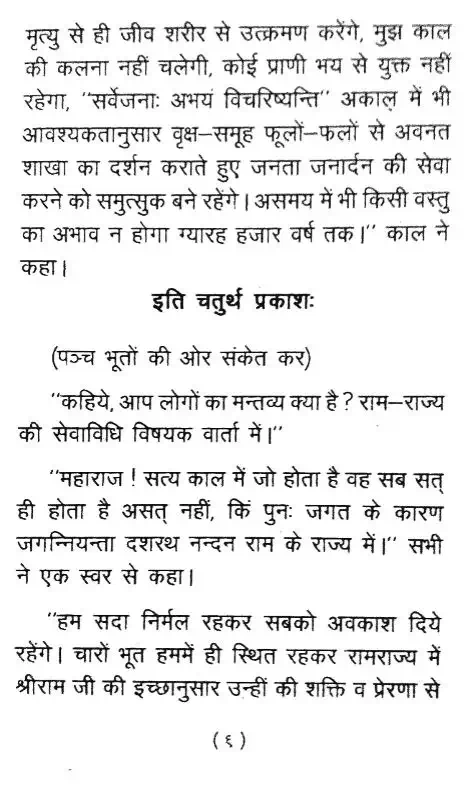 मृत्यु से ही जीव शरीर से उत्क्रमण करेंगे, मुझ काल
की कलना नहीं चलेगी, कोई प्राणी भय से युक्त नहीं
रहेगा, ''सर्वेजनाः अभयं विचरिष्यन्ति'' अकाल में भी
आवश्यकतानुसार वृक्ष–समूह फूलों–फलों से अवनत
शाखा का दर्शन कराते हुए जनता जनार्दन की सेवा
करने को समुत्सुक बने रहेंगे। असमय में भी किसी वस्तु
का अभाव न होगा ग्यारह हजार वर्ष तक।'' काल ने
कहा।
इति चतुर्थ प्रकाशः
(पञ्च भूतों की ओर संकेत कर)
''कहिये, आप लोगों का मन्तव्य क्या है ? राम–राज्य
की सेवाविधि विषयक वार्ता में।''
''महाराज ! सत्य काल में जो होता है वह सब सत्
ही होता है असत् नहीं, किं पुनः जगत के कारण
जगन्नियन्ता दशरथ नन्दन राम के राज्य में।'' सभी
ने एक स्वर से कहा।
''हम सदा निर्मल रहकर सबको अवकाश दिये
रहेंगे। चारों भूत हममें ही स्थित रहकर रामराज्य में
श्रीराम जी की इच्छानुसार उन्हीं की शक्ति व प्रेरणा से
(६)